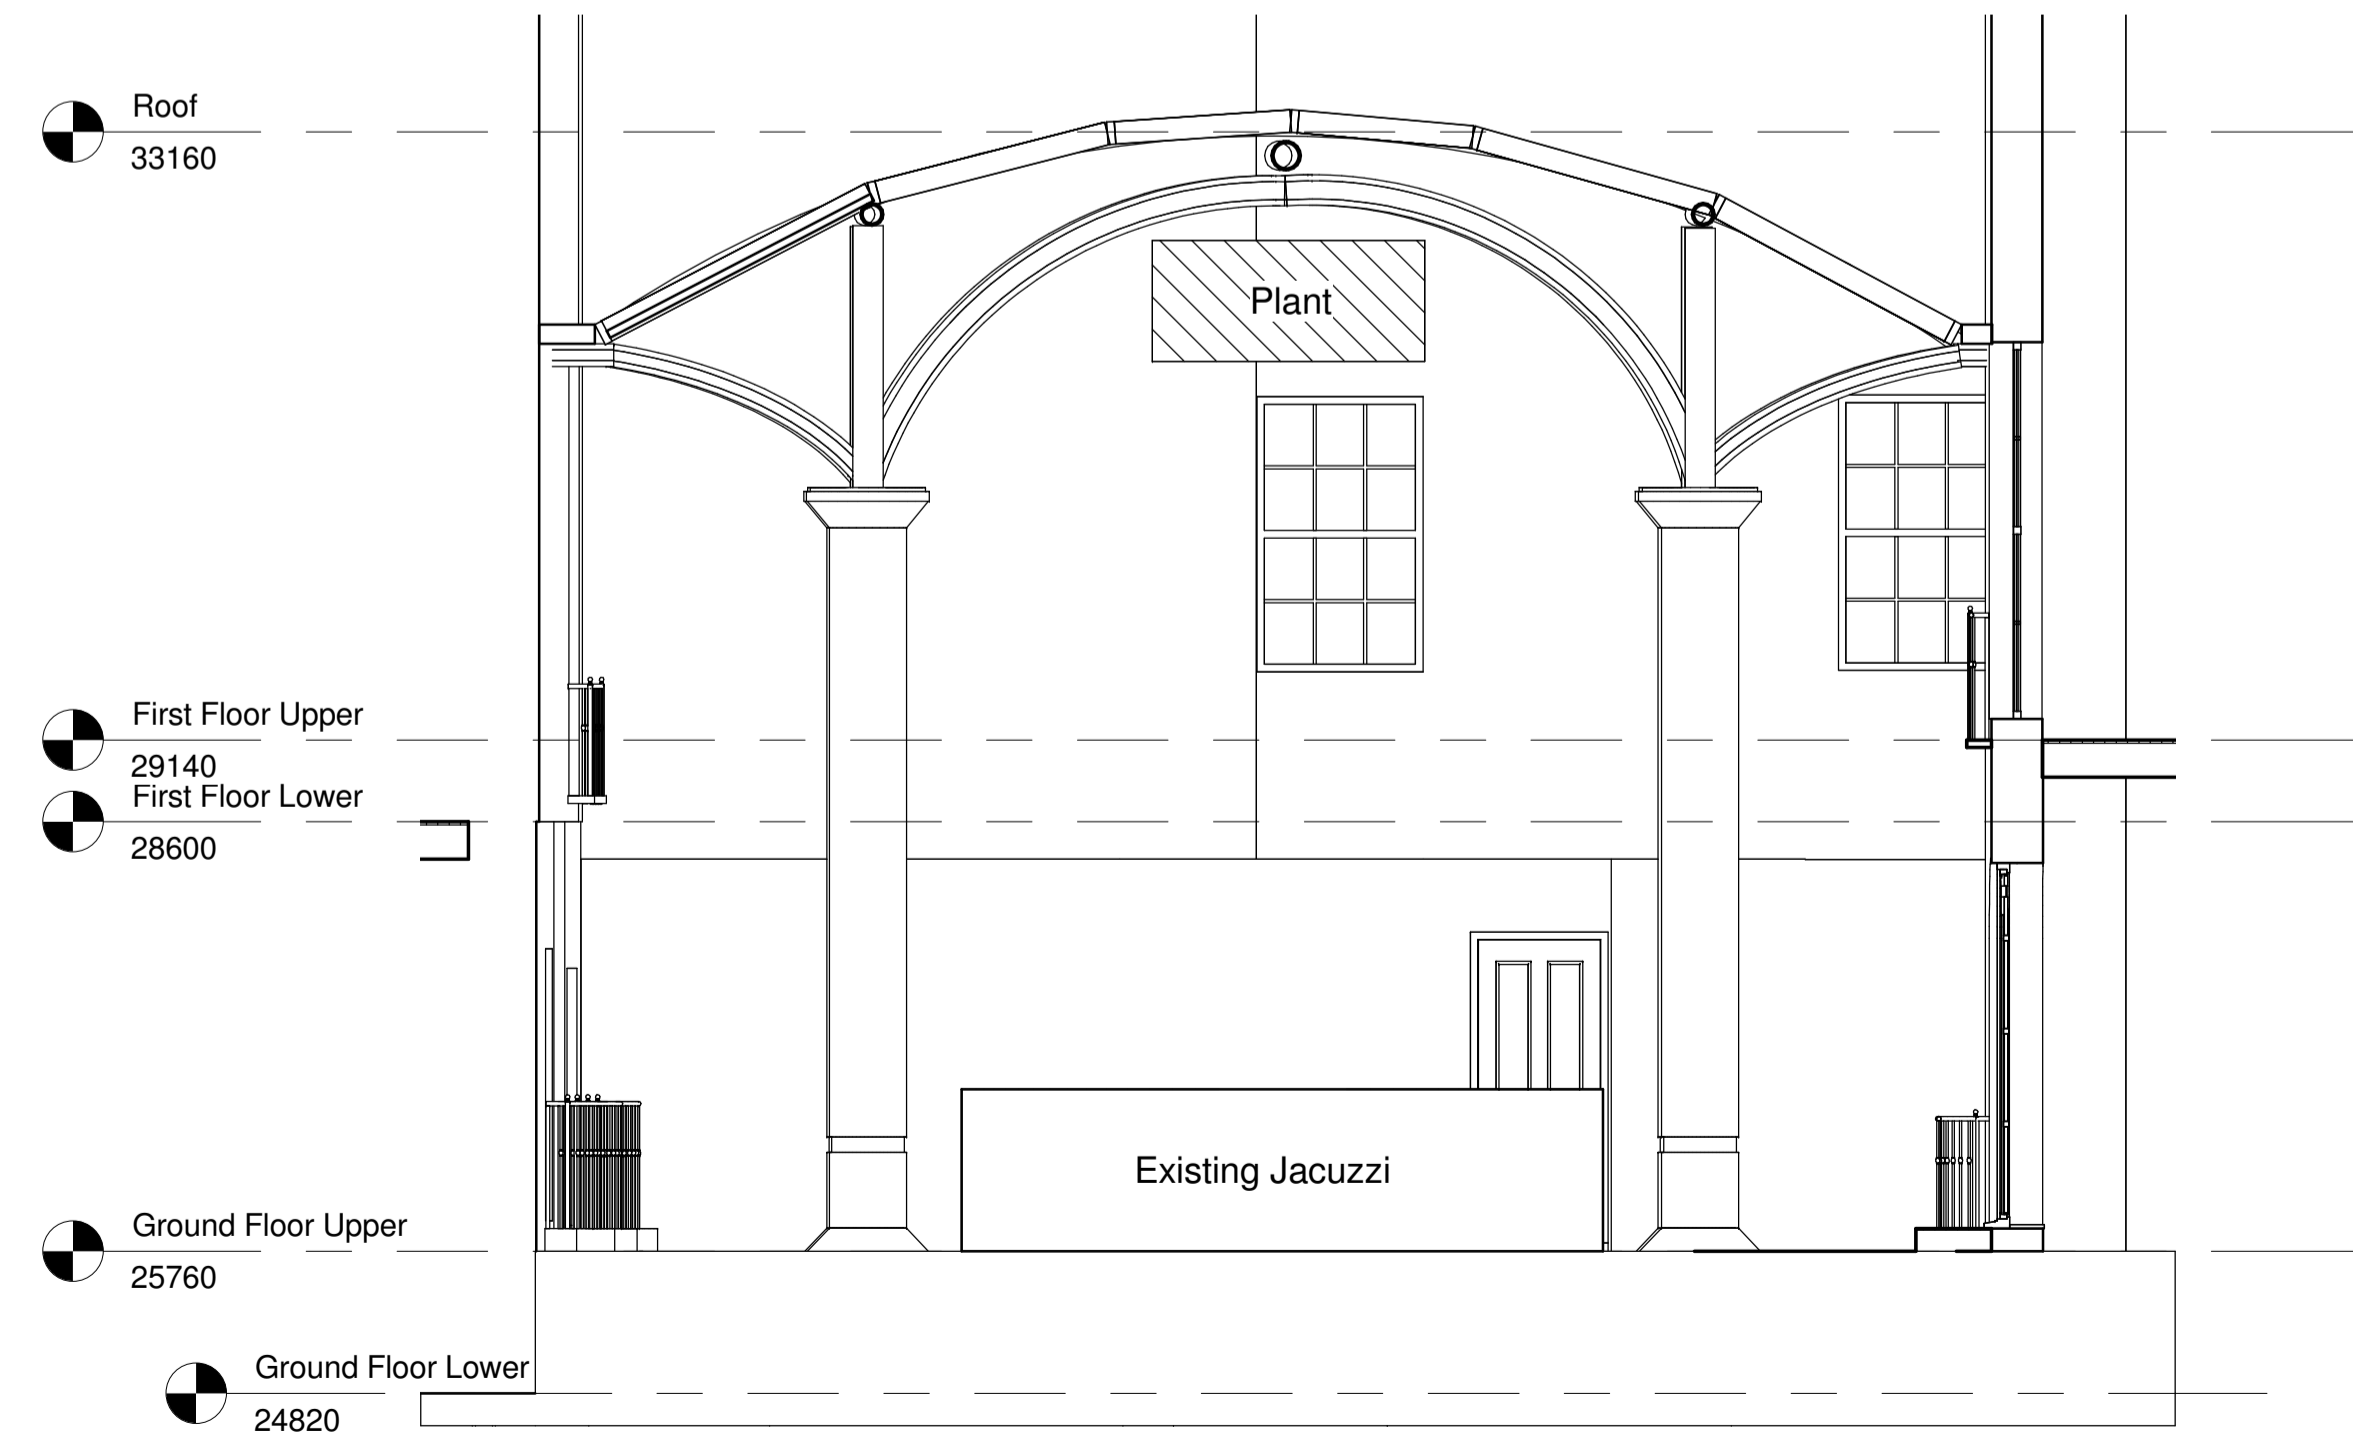 Roof
33160
Plant
First Floor Upper
29140
First Floor Lower
28600
Existing Jacuzzi
Ground Floor Upper
25760
Ground Floor Lower
24820